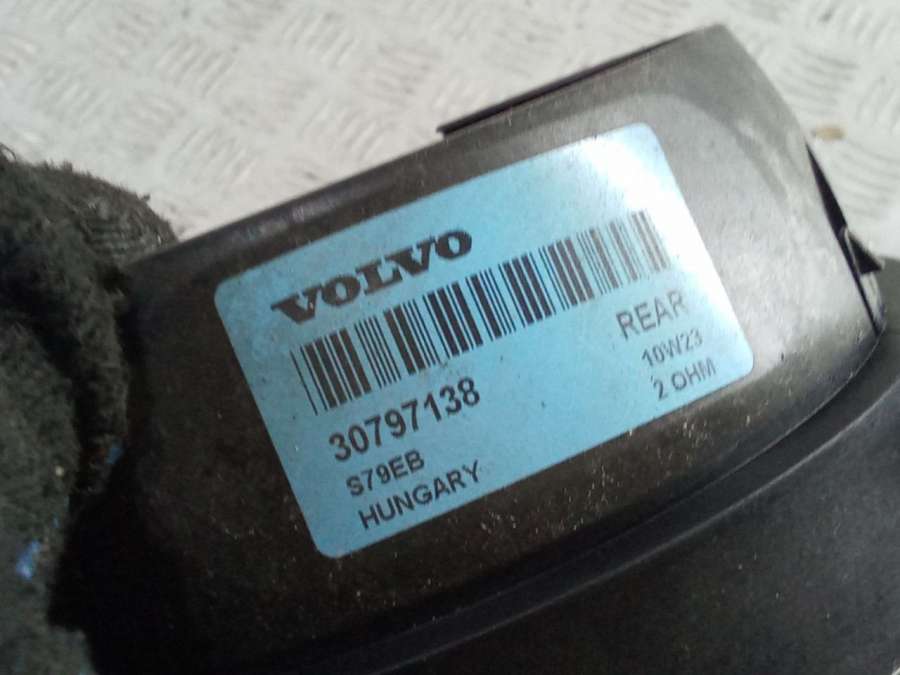 VOLVO
REAR
10W23
30797138
2 OHM
S79EB
HUNGARY